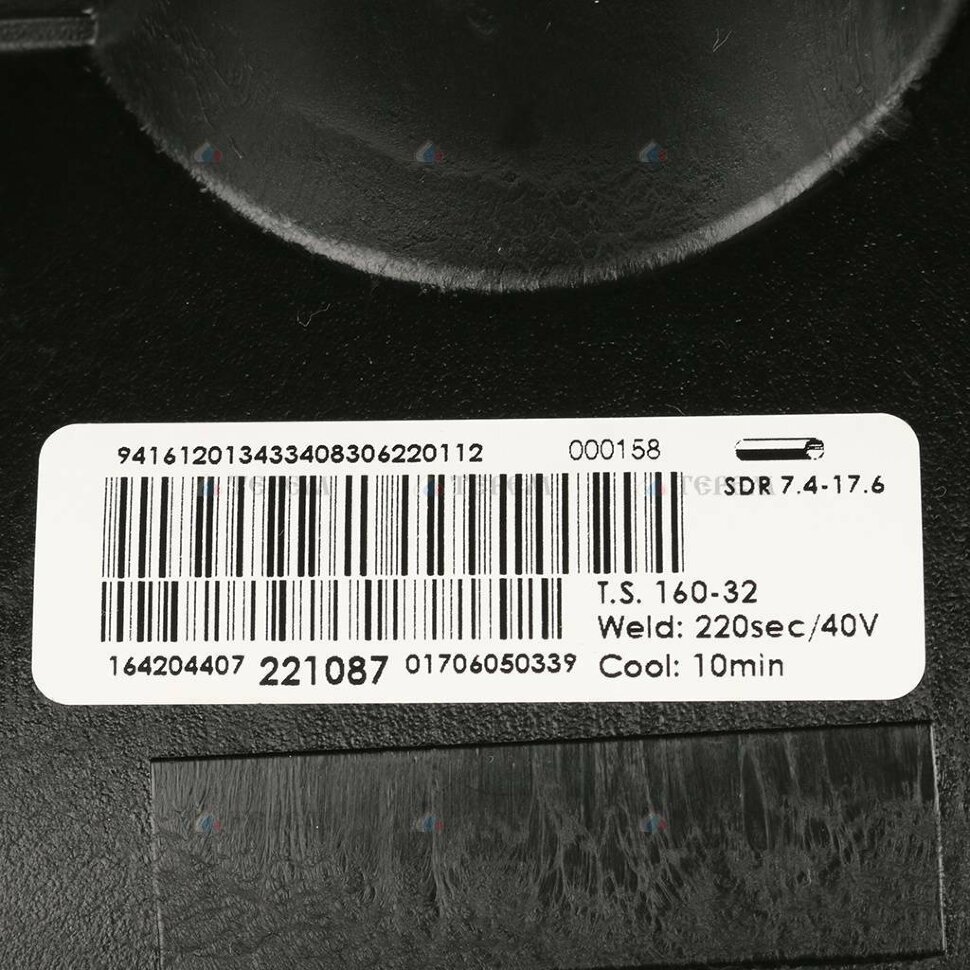 94161201343340830622011​2 000158
SDR 7.4-17.6
T.S. 160-32
Weld: 220sec/40V
Cool: 10min
164204407 221087 01706050339